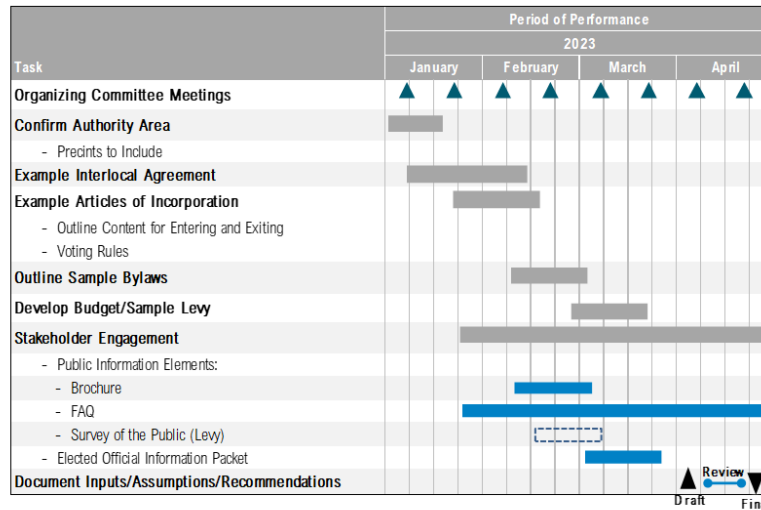 Period of Performance
2023
Task January February March April
Organizing Committee Meetings
Confirm Authority Area
- Precints to Include
Example Interlocal Agreement
Example Articles of Incorporation
- Outline Content for Entering and Exiting
- Voting Rules
Outline Sample Bylaws
Develop Budget/Sample Levy
Stakeholder Engagement
- Public Information Elements:
- Brochure
- FAQ
- Survey of the Public (Levy)
- Elected Official Information Packet
Document Inputs/Assumptions/Recommendations Review
Draft Fin